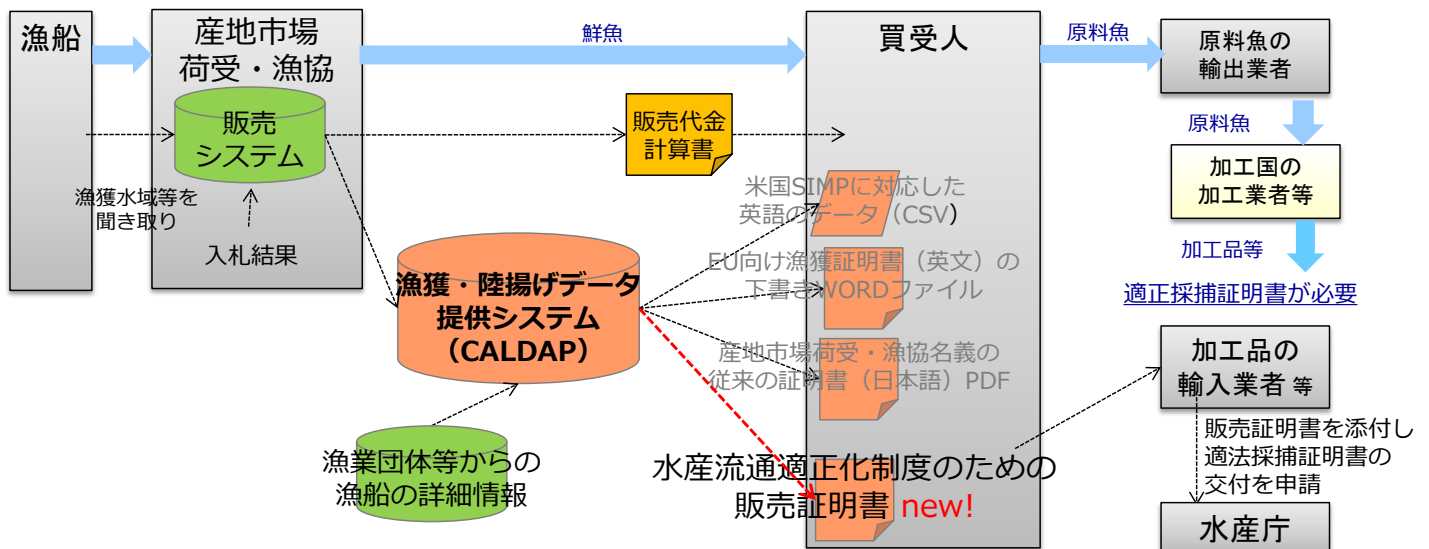 漁船
産地市場
荷受・漁協
鮮魚
買受人
原料魚
原料魚の
輸出業者
販売
システム
販売代金
計算書
原料魚
漁獲水域等を
聞き取り
入札結果
米国SIMPに対応した
英語のデータ（CSV）
加工国の
加工業者等
EU向け漁獲証明書（英文）の
下書きWORDファイル
加工品等
漁獲・陸揚げデータ
提供システム
（CALDAP）
適正採捕証明書が必要
産地市場荷受・漁協名義の
従来の証明書（日本語）PDF
加工品の
輸入業者 等
漁業団体等からの
漁船の詳細情報
水産流通適正化制度のための
販売証明書 new!
販売証明書を添付し
適法採捕証明書の
交付を申請
水産庁